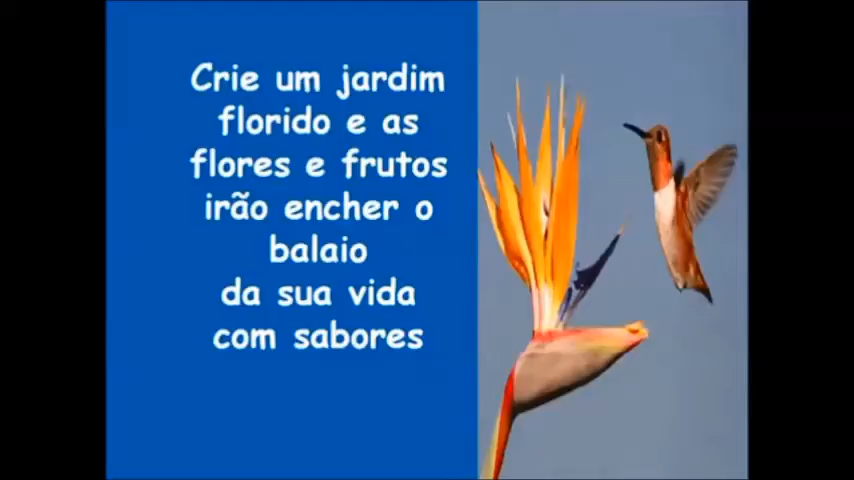 Crie um jardim
florido e as
flores e frutos
irão encher o
balaio
da sua vida
com sabores